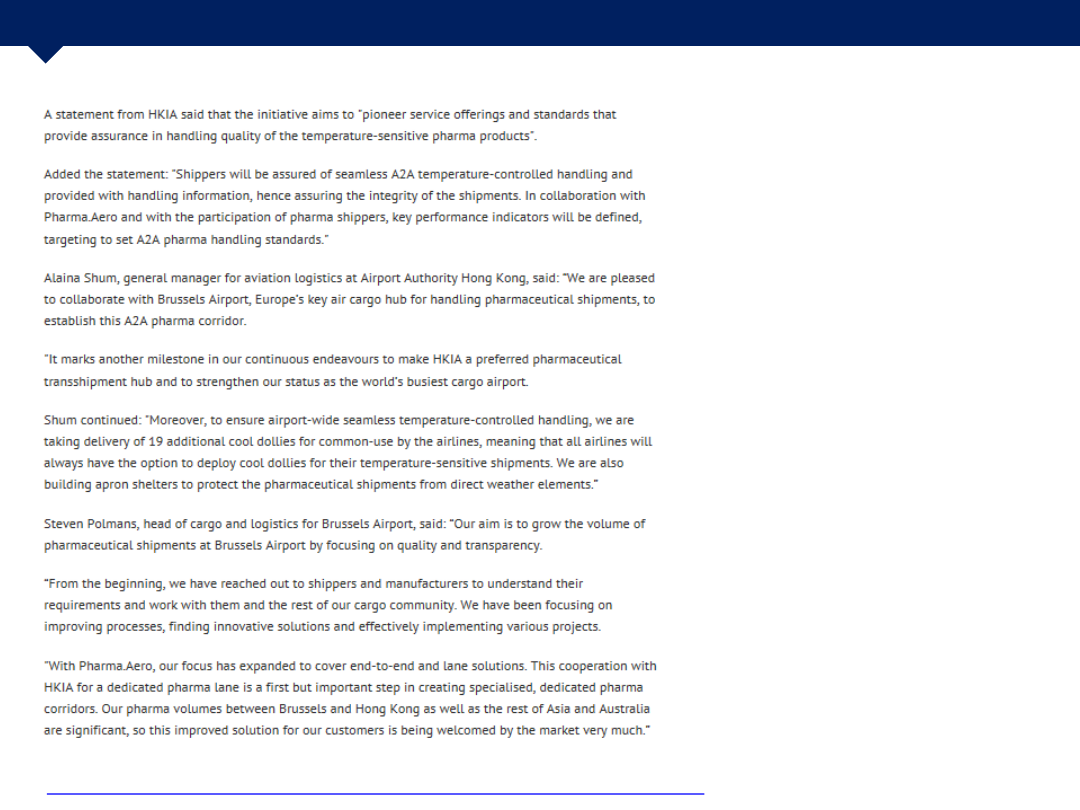 A statement from HKIA said that the initiative aims to "pioneer service offerings and standards that
provide assurance in handling quality of the temperature-sensitive pharma products".
Added the statement: "Shippers will be assured of seamless A2A temperature-controlled handling and
provided with handling information, hence assuring the integrity of the shipments. In collaboration with
Pharma.Aero and with the participation of pharma shippers, key performance indicators will be defined,
targeting to set A2A pharma handling standards."
Alaina Shum, general manager for aviation logistics at Airport Authority Hong Kong, said: "We are pleased
to collaborate with Brussels Airport, Europe's key air cargo hub for handling pharmaceutical shipments, to
establish this A2A pharma corridor.
"It marks another milestone in our continuous endeavours to make HKIA a preferred pharmaceutical
transshipment hub and to strengthen our status as the world's busiest cargo airport.
Shum continued: "Moreover, to ensure airport-wide seamless temperature-controlled handling, we are
taking delivery of 19 additional cool dollies for common-use by the airlines, meaning that all airlines will
always have the option to deploy cool dollies for their temperature-sensitive shipments. We are also
building apron shelters to protect the pharmaceutical shipments from direct weather elements."
Steven Polmans, head of cargo and logistics for Brussels Airport, said: "Our aim is to grow the volume of
pharmaceutical shipments at Brussels Airport by focusing on quality and transparency.
"From the beginning, we have reached out to shippers and manufacturers to understand their
requirements and work with them and the rest of our cargo community. We have been focusing on
improving processes, finding innovative solutions and effectively implementing various projects.
"With Pharma.Aero, our focus has expanded to cover end-to-end and lane solutions. This cooperation with
HKIA for a dedicated pharma lane is a first but important step in creating specialised, dedicated pharma
corridors. Our pharma volumes between Brussels and Hong Kong as well as the rest of Asia and Australia
are significant, so this improved solution for our customers is being welcomed by the market very much."